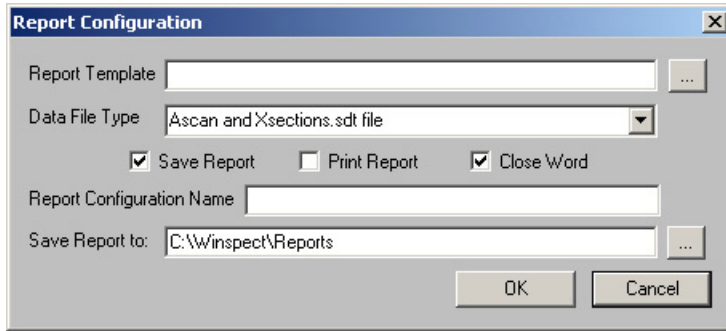 Report Configuration
Report Template ...
Data File Type Ascan and Xsections.sdt file
Save Report Print Report Close Word
Report Configuration Name
Save Report to: C:\Winspect\Reports ...
OK Cancel